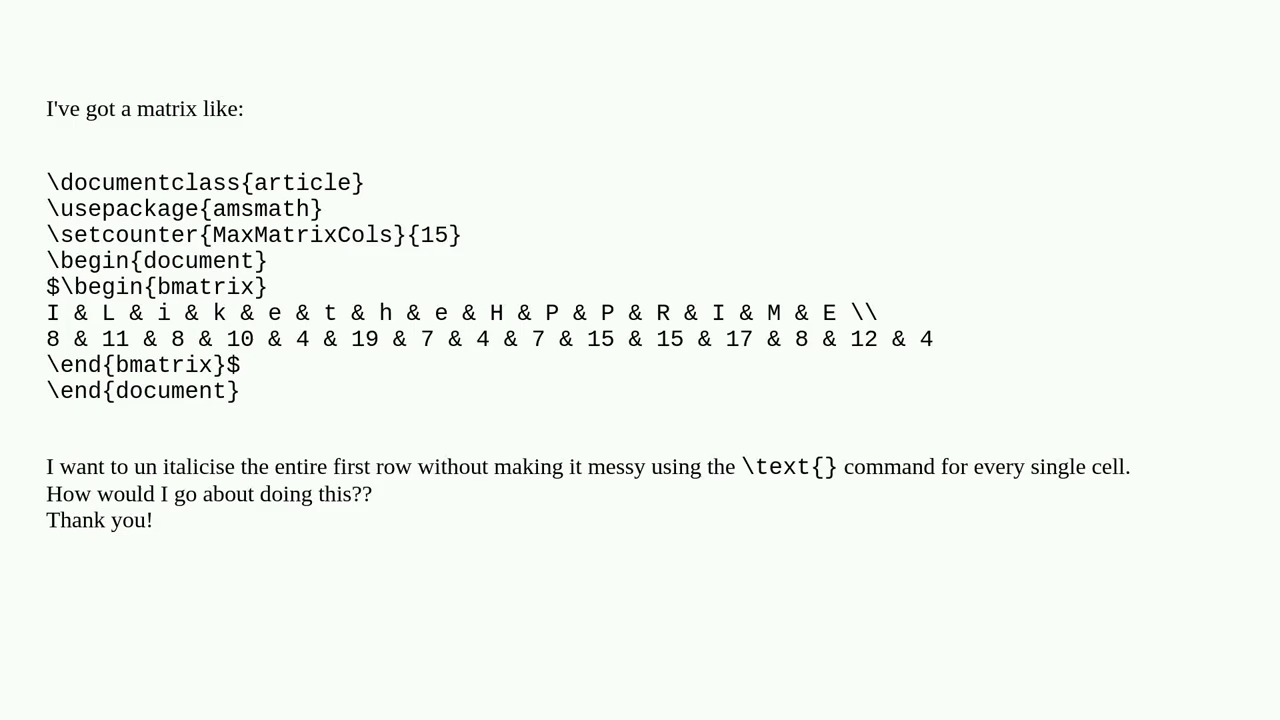 I've got a matrix like:
\documentclass{article}
\usepackage{amsmath}
\setcounter{MaxMatrixCols}{15}
\begin{document}
$\begin{bmatrix}
I & L & i & k & e & t & h & e & H & P & P & R & I & M & E \\
8 & 11 & 8 & 10 & 4 & 19 & 7 & 4 & 7 & 15 & 15 & 17 & 8 & 12 & 4
\end{bmatrix}$
\end{document}
I want to un italicise the entire first row without making it messy using the \text{} command for every single cell.
How would I go about doing this??
Thank you!